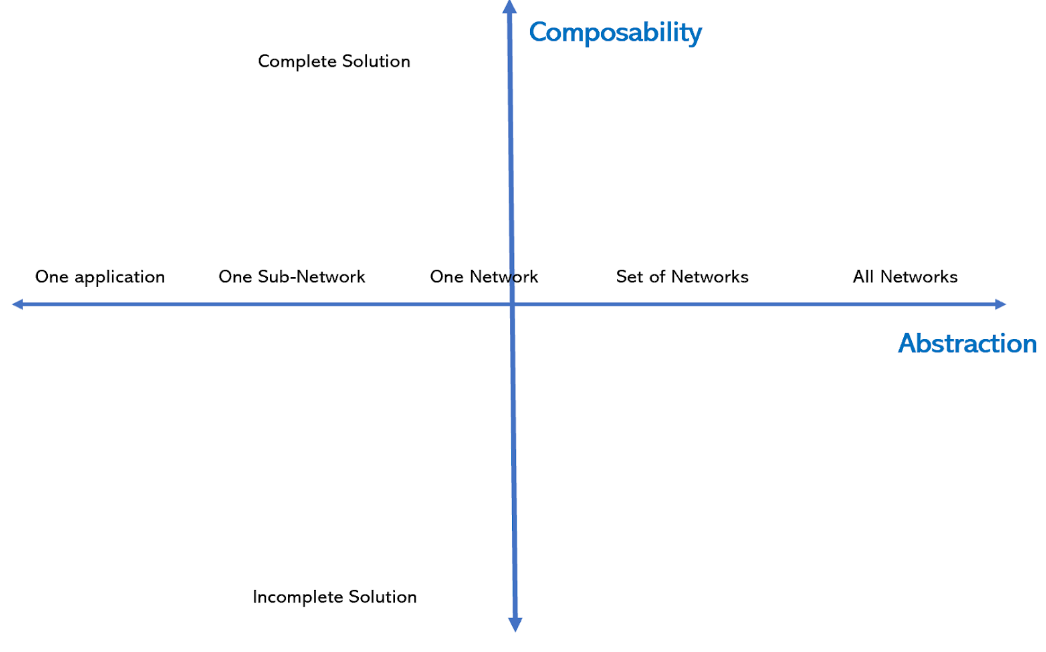 Composability
Complete Solution
One application
One Sub-Network
One Network
Set of Networks
All Networks
Abstraction
Incomplete Solution